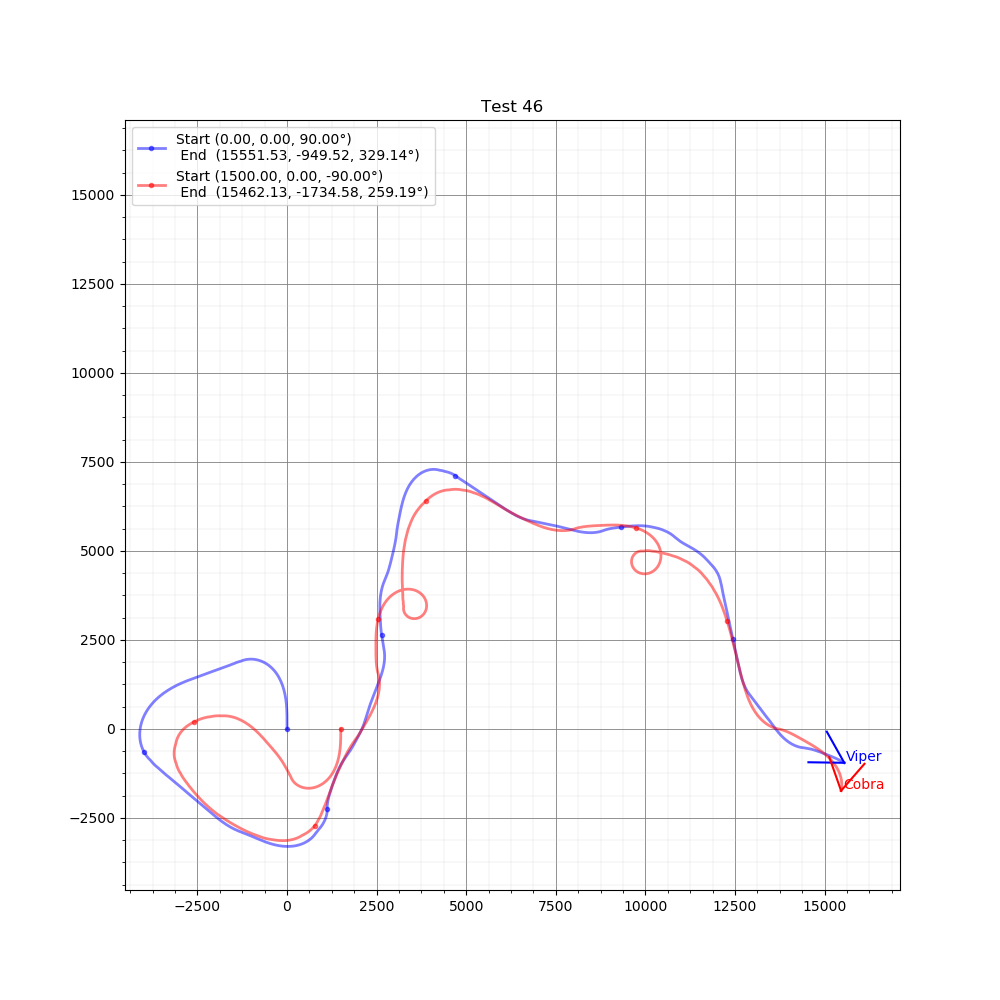 Test 46
Start (0.00, 0.00, 90.00°)
End (15551.53, -949.52, 329.14°)
Start (1500.00, 0.00, -90.00°)
End (15462.13, -1734.58, 259.19°)
15000
12500
10000
7500
5000
2500
0
−2500
Viper
Cobra
−2500 0 2500 5000 7500 10000 12500 15000